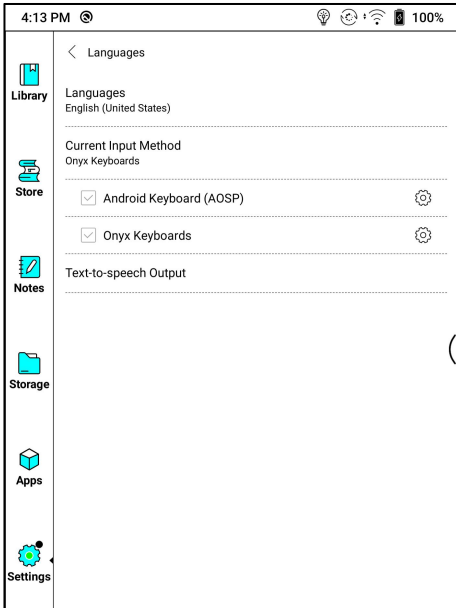 4:13 PM
100%
Languages
Library
Languages
English (United States)
Current Input Method
Onyx Keyboards
Store
Android Keyboard (AOSP)
Onyx Keyboards
Text-to-speech Output
Notes
Storage
Apps
Settings